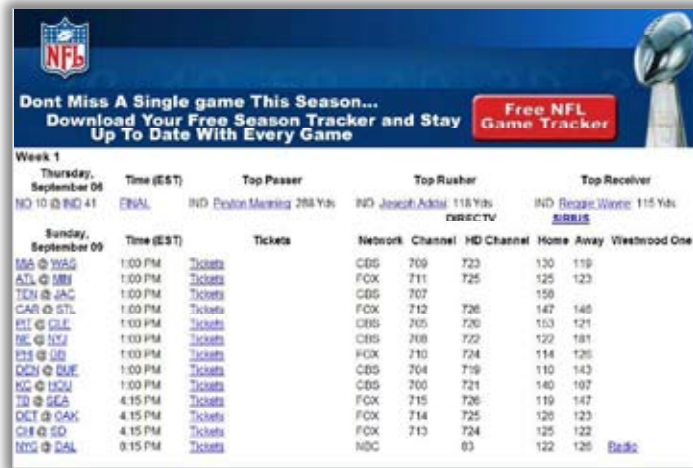 NFL
Dont Miss A Single game This Season...
Download Your Free Season Tracker and Stay
Up To Date With Every Game
Free NFL
Game Tracker
Week 1
Thursday, September 06 Time (EST) Top Passer Top Rusher Top Receiver
NO 10 @ IND 41 FINAL IND Peyton Manning 288 Yds IND Joseph Addai 118 Yds IND Reggie Wayne 115 Yds
DIRECTV SIRIUS
Sunday, September 09 Time (EST) Tickets Network Channel HD Channel Home Away Westwood One
MIA @ WAS 1:00 PM Tickets CBS 709 723 130 119
ATL @ MIN 1:00 PM Tickets FOX 711 725 125 123
TEN @ JAC 1:00 PM Tickets CBS 707 158
CAR @ STL 1:00 PM Tickets FOX 712 726 147 146
PIT @ CLE 1:00 PM Tickets CBS 705 720 153 121
NE @ NYJ 1:00 PM Tickets CBS 708 722 122 181
PHI @ GB 1:00 PM Tickets FOX 710 724 114 126
DEN @ BUF 1:00 PM Tickets CBS 704 719 110 143
KC @ HOU 1:00 PM Tickets CBS 706 721 140 107
TB @ SEA 4:15 PM Tickets FOX 715 726 119 147
DET @ OAK 4:15 PM Tickets FOX 714 725 126 123
CHI @ SD 4:15 PM Tickets FOX 713 724 125 122
NYG @ DAL 8:15 PM Tickets NBC 83 122 126 Radio